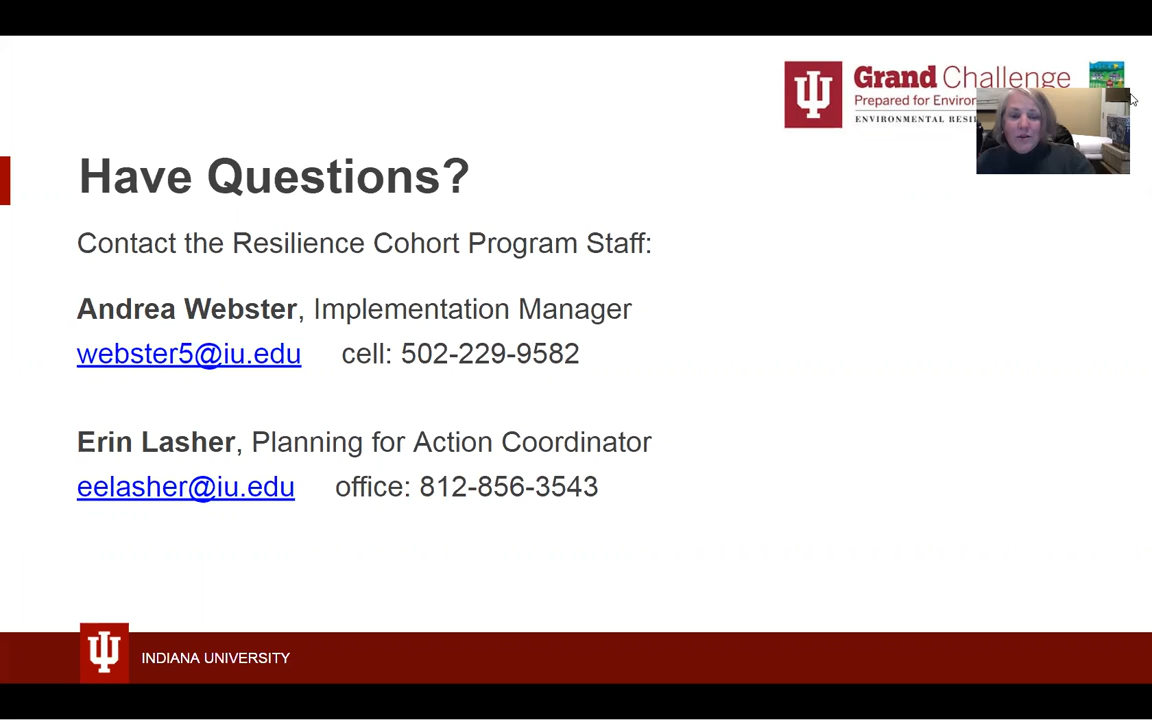 Grand Challenge
Prepared for
ENVIRONMENTAL
Have Questions?
Contact the Resilience Cohort Program Staff:
Andrea Webster, Implementation Manager
webster5@iu.edu cell: 502-229-9582
Erin Lasher, Planning for Action Coordinator
eelasher@iu.edu office: 812-856-3543
INDIANA UNIVERSITY